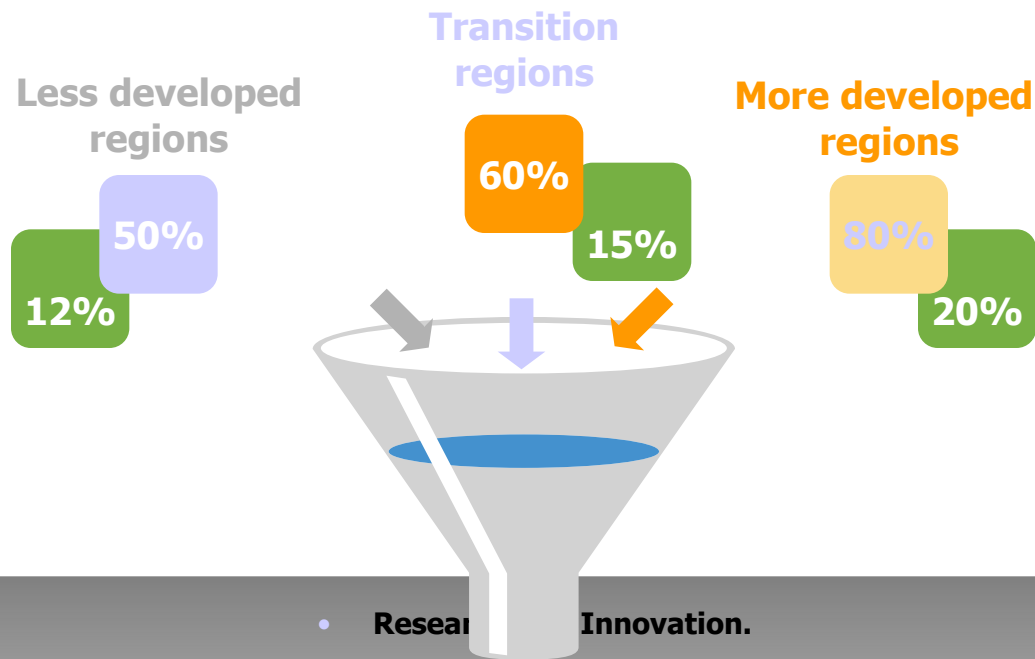 Transition
regions
Less developed
regions
More developed
regions
60%
15%
50%
12%
80%
20%
• Resear Innovation.